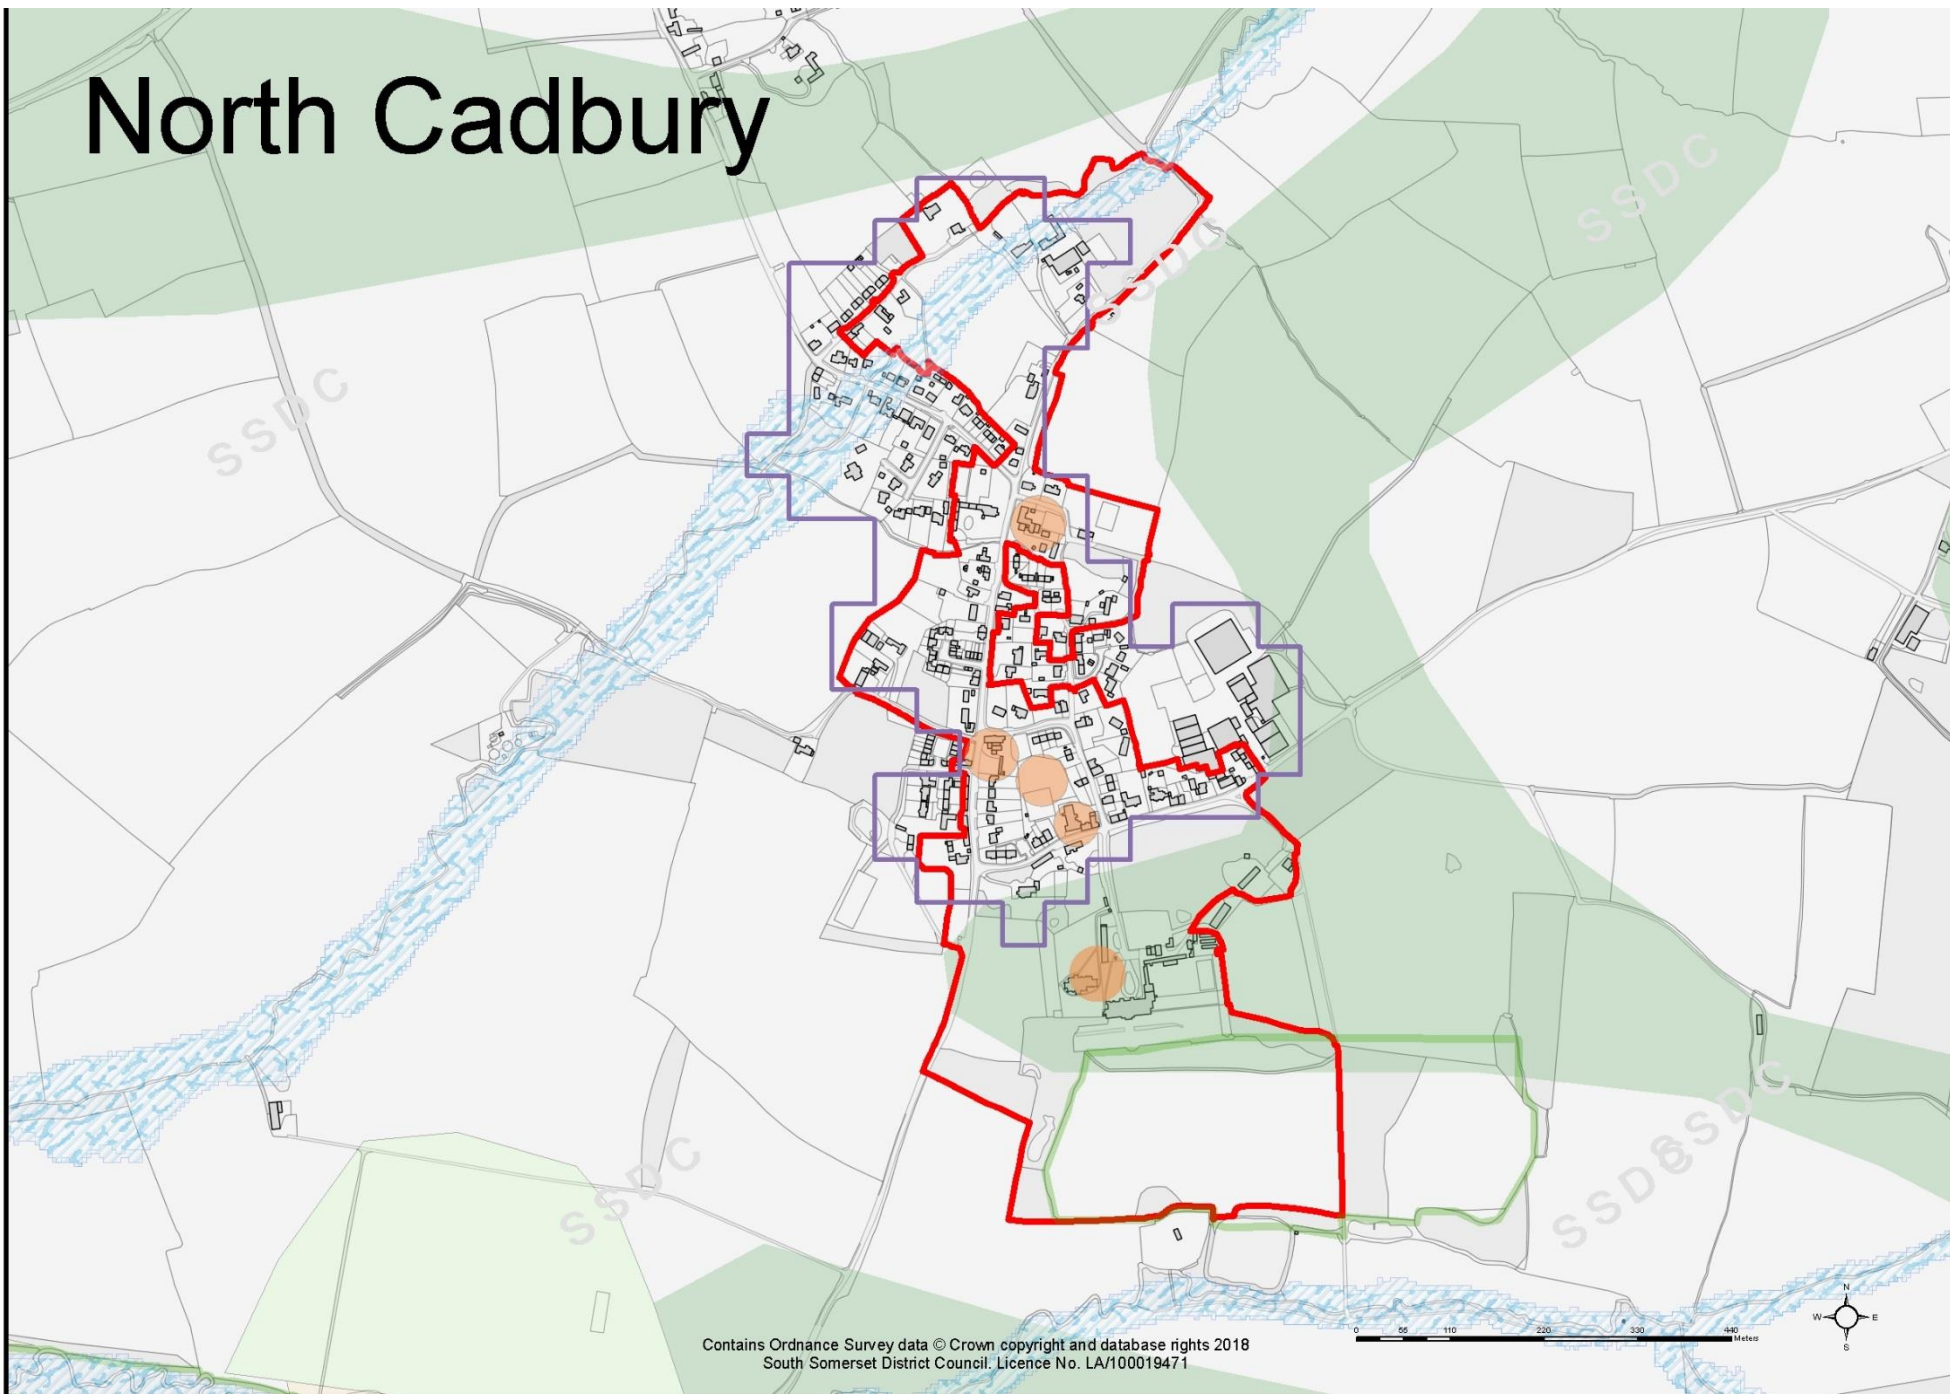 North Cadbury
SSDC
SSDC
SSDC
SSDC
SSDC
SSDC
N
W E
S
0 55 110 220 330 440
Meters
Contains Ordnance Survey data © Crown copyright and database rights 2018
South Somerset District Council. Licence No. LA/100019471